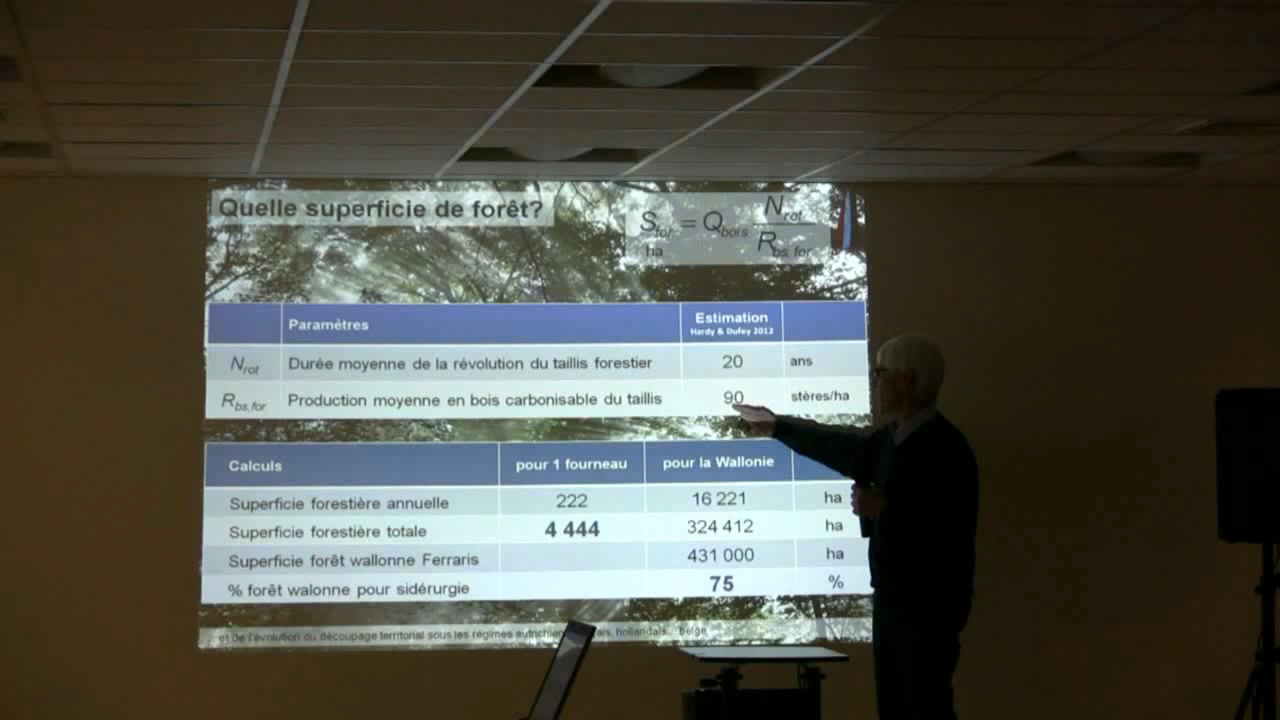 Quelle superficie de forêt?
S_for = Q_bois N_rot / R_bs,for
ha
Paramètres Estimation
Hardy & Dufey 2012
N_rot Durée moyenne de la révolution du taillis forestier 20 ans
R_bs,for Production moyenne en bois carbonisable du taillis 90 stères/ha
Calculs pour 1 fourneau pour la Wallonie
Superficie forestière annuelle 222 16 221 ha
Superficie forestière totale 4 444 324 412 ha
Superficie forêt wallonne Ferraris 431 000 ha
% forêt walonne pour sidérurgie 75 %
et de l'évolution du découpage territorial sous les régimes hollandais... belge